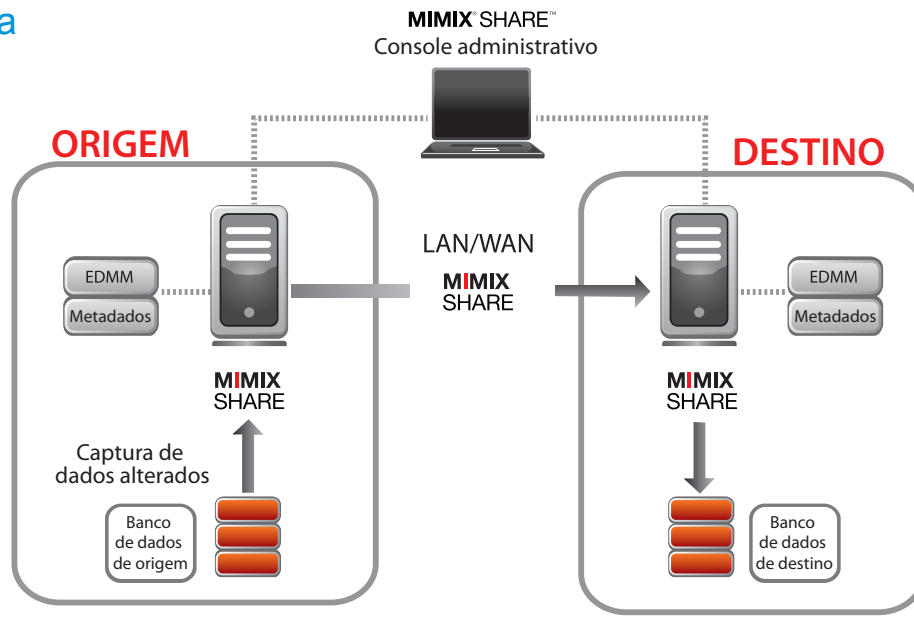 a
MIMIX® SHARE™
Console administrativo
ORIGEM
DESTINO
LAN/WAN
MIMIX
SHARE
EDMM
Metadados
EDMM
Metadados
MIMIX
SHARE
MIMIX
SHARE
Captura de
dados alterados
Banco
de dados
de origem
Banco
de dados
de destino